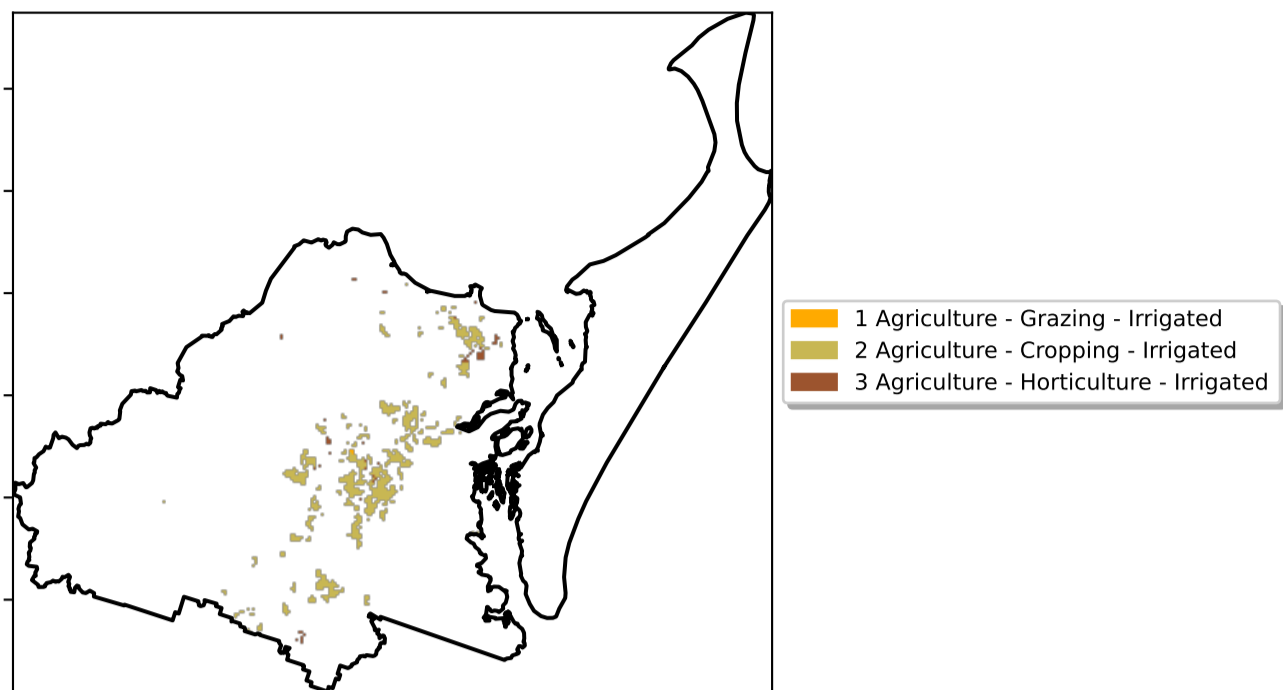 1 Agriculture - Grazing - Irrigated
2 Agriculture - Cropping - Irrigated
3 Agriculture - Horticulture - Irrigated